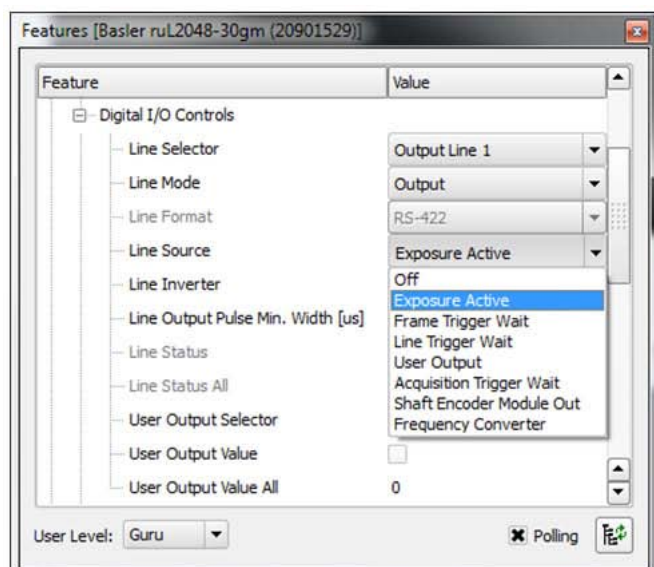 Features [Basler ruL2048-30gm (20901529)]
Feature Value
Digital I/O Controls
Line Selector Output Line 1
Line Mode Output
Line Format RS-422
Line Source Exposure Active
Off
Line Inverter
Exposure Active
Line Output Pulse Min. Width [us] Frame Trigger Wait
Line Trigger Wait
Line Status
User Output
Line Status All Acquisition Trigger Wait
Shaft Encoder Module Out
User Output Selector Frequency Converter
User Output Value
User Output Value All 0
User Level: Guru Polling